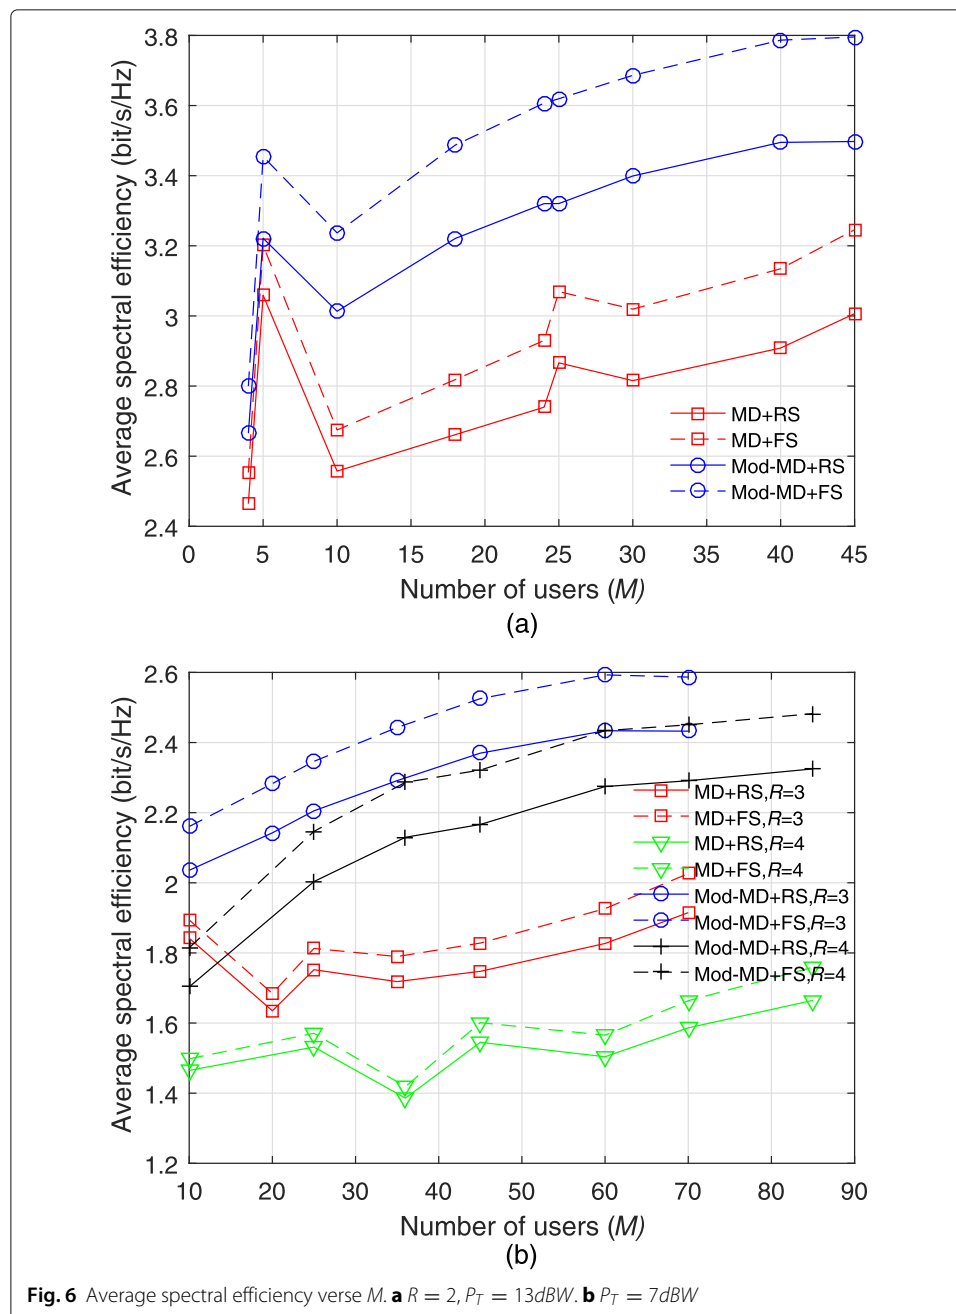 3.8
3.6
3.4
3.2
3
2.8
2.6
2.4
Average spectral efficiency (bit/s/Hz)
MD+RS
MD+FS
Mod-MD+RS
Mod-MD+FS
0 5 10 15 20 25 30 35 40 45
Number of users (M)
(a)
2.6
2.4
2.2
2
1.8
1.6
1.4
1.2
Average spectral efficiency (bit/s/Hz)
MD+RS,R=3
MD+FS,R=3
MD+RS,R=4
MD+FS,R=4
Mod-MD+RS,R=3
Mod-MD+FS,R=3
Mod-MD+RS,R=4
Mod-MD+FS,R=4
10 20 30 40 50 60 70 80 90
Number of users (M)
(b)
Fig. 6 Average spectral efficiency verse M. a R = 2, P_T = 13dBW. b P_T = 7dBW